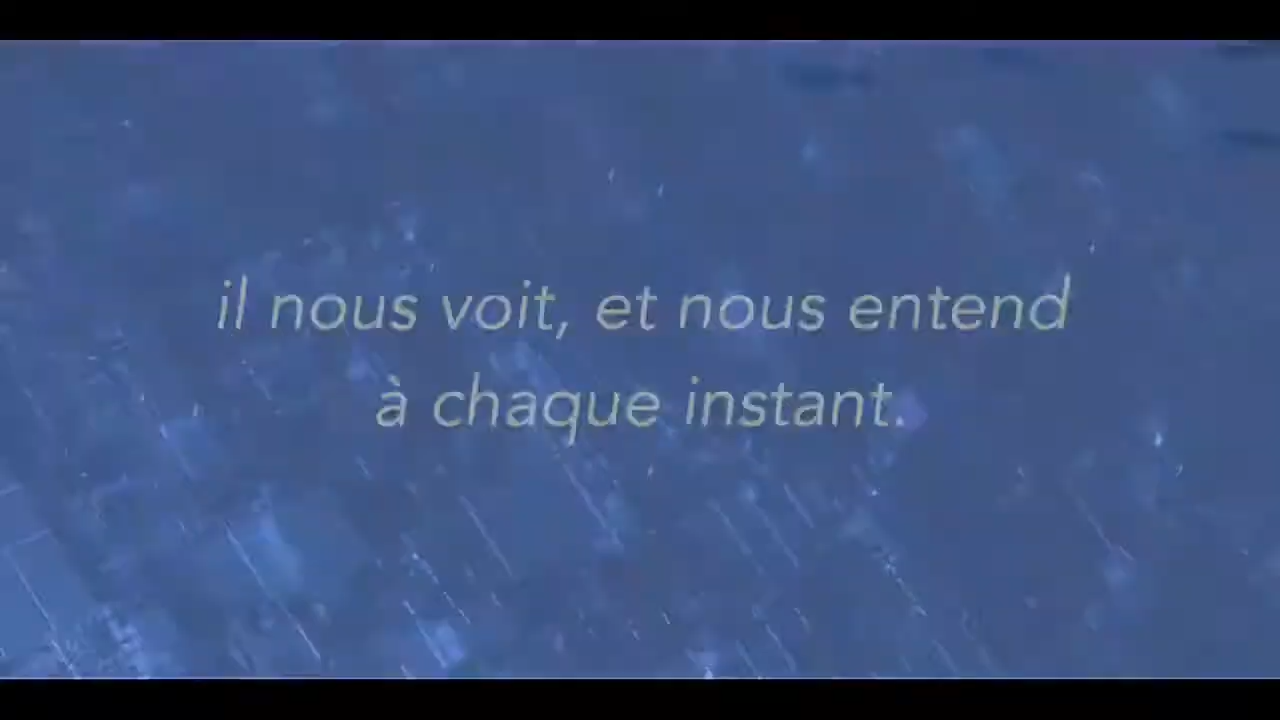 il nous voit, et nous entend
à chaque instant.